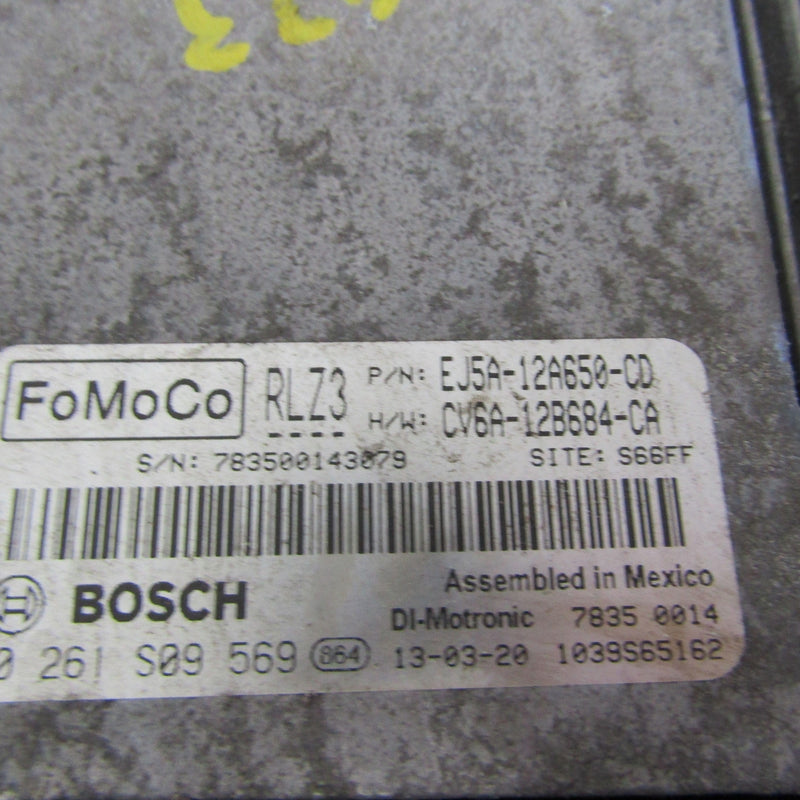 FoMoCo RLZ3 P/N: EJ5A-12A650-CD
H/W: CV6A-12B684-CA
S/N: 783500143079 SITE: S66FF
Assembled in Mexico
BOSCH
DI-Motronic 7835 0014
0 261 S09 569 864 13-03-20 1039S65162